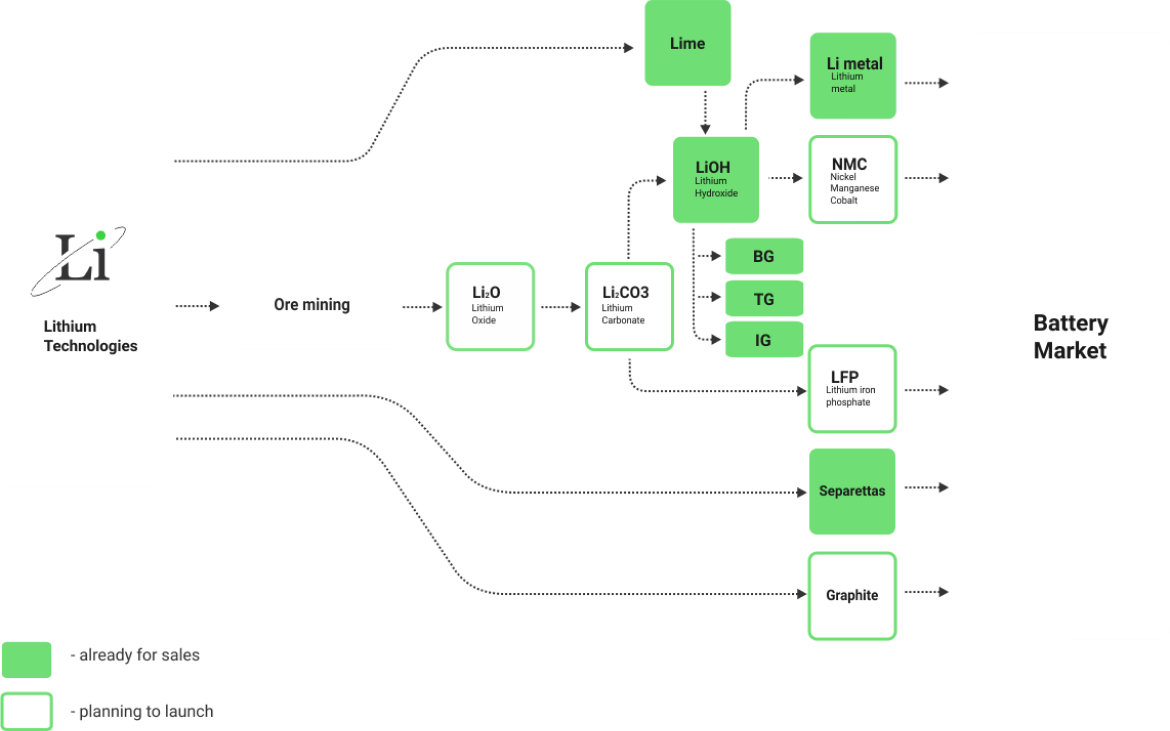 Lime
Li metal
Lithium
metal
LiOH
Lithium
Hydroxide
NMC
Nickel
Manganese
Cobalt
Li
Lithium
Technologies
Ore mining
Li₂O
Lithium
Oxide
Li₂CO3
Lithium
Carbonate
BG
TG
IG
LFP
Lithium iron
phosphate
Battery
Market
Separettas
Graphite
- already for sales
- planning to launch